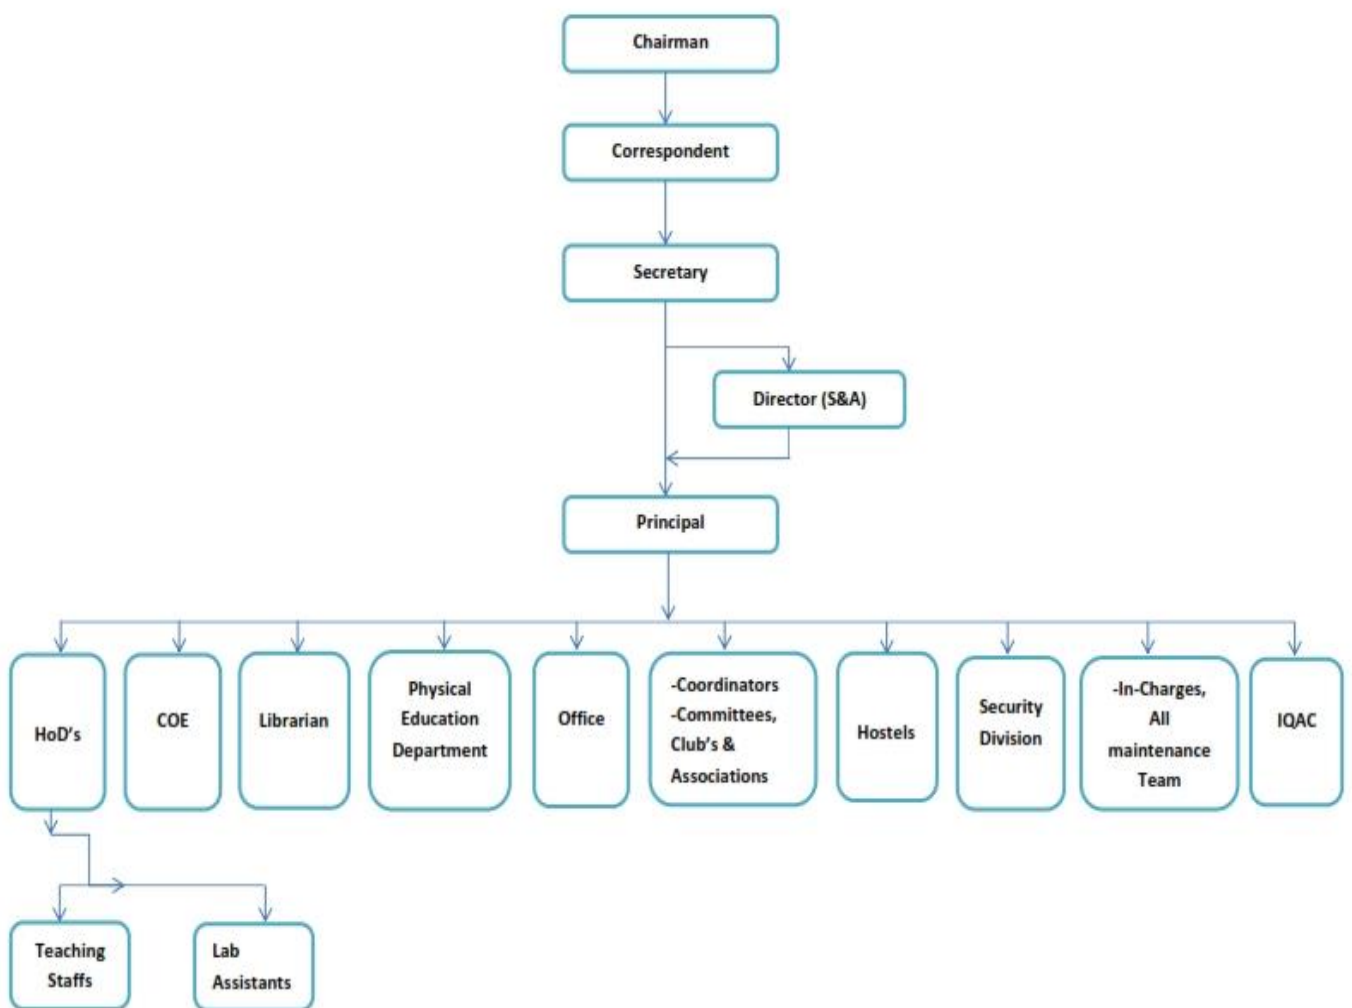 Chairman
Correspondent
Secretary
Director (S&A)
Principal
HoD's
COE
Librarian
Physical
Education
Department
Office
-Coordinators
-Committees,
Club's &
Associations
Hostels
Security
Division
-In-Charges,
All
maintenance
Team
IQAC
Teaching
Staffs
Lab
Assistants